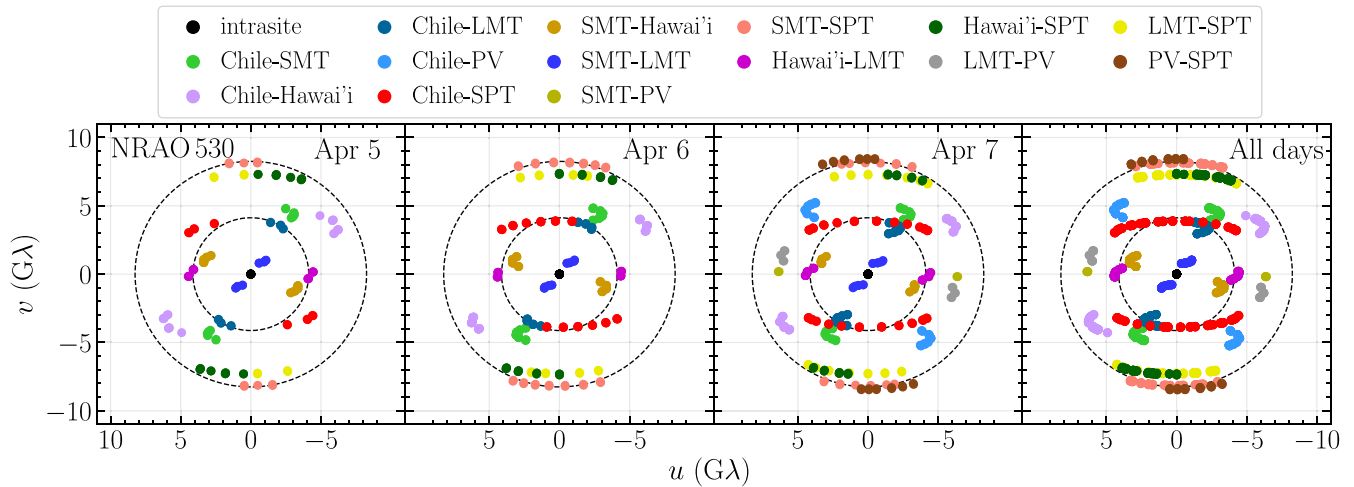 intrasite Chile-LMT SMT-Hawai'i SMT-SPT Hawai'i-SPT LMT-SPT
Chile-SMT Chile-PV SMT-LMT Hawai'i-LMT LMT-PV PV-SPT
Chile-Hawai'i Chile-SPT SMT-PV
NRAO 530 Apr 5 Apr 6 Apr 7 All days
10
5
0
−5
−10
v (Gλ)
10 5 0 −5 5 0 −5 5 0 −5 5 0 −5 −10
u (Gλ)